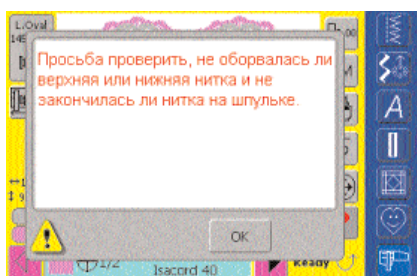 L.Oval
145
Просьба проверить, не оборвалась ли
верхняя или нижняя нитка и не
закончилась ли нитка на шпульке.
A
OK
1/2
Isacord 40
Ready